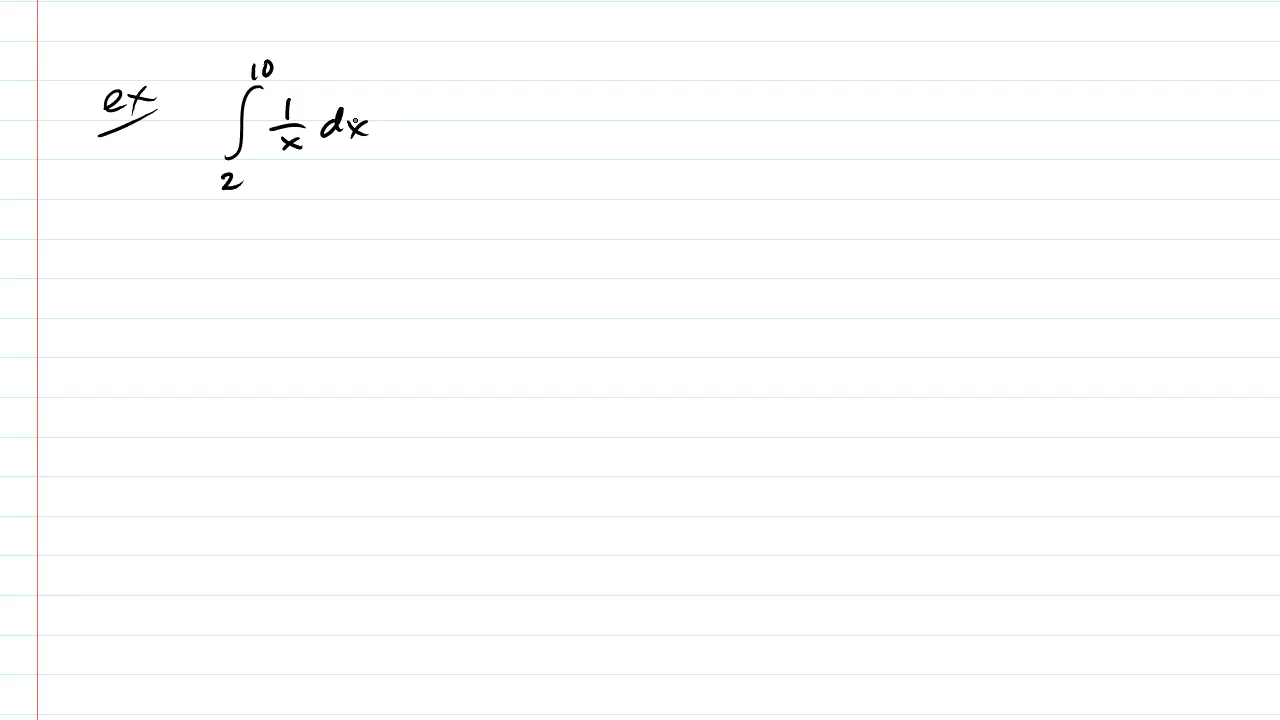 ex ∫₂¹⁰ 1/x dx